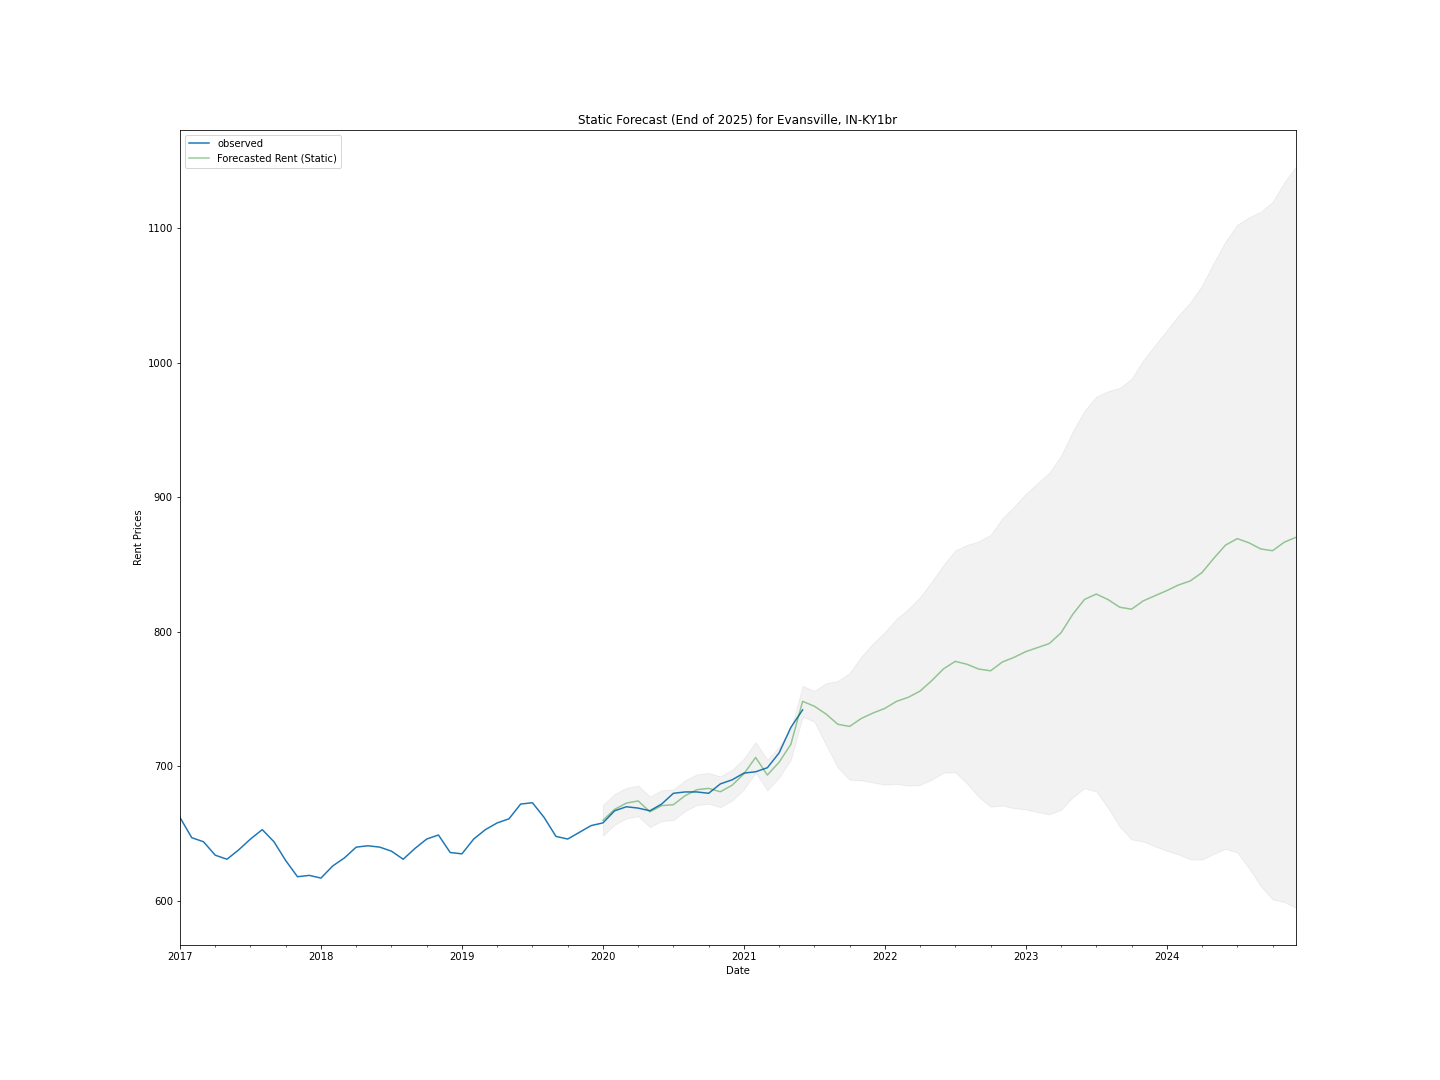 Static Forecast (End of 2025) for Evansville, IN-KY1br
observed
Forecasted Rent (Static)
1100
1000
900
800
700
600
Rent Prices
2017 2018 2019 2020 2021 2022 2023 2024
Date